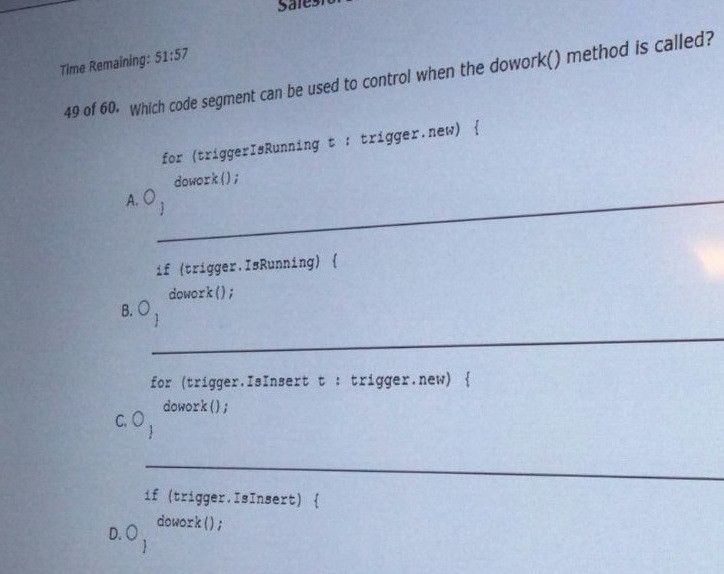 Time Remaining: 51:57
49 of 60. Which code segment can be used to control when the dowork() method is called?
for (triggerIsRunning t : trigger.new) {
dowork();
A.
}
if (trigger.IsRunning) {
dowork();
B.
}
for (trigger.IsInsert t : trigger.new) {
dowork();
C.
}
if (trigger.IsInsert) {
dowork();
D.
}